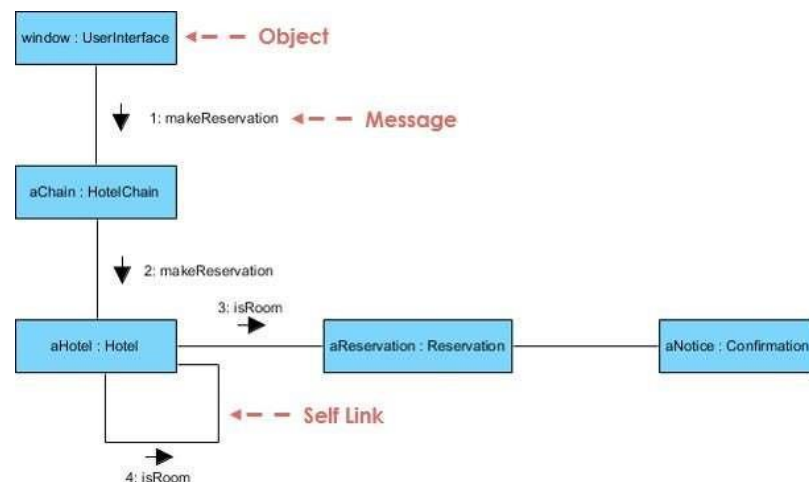 window : UserInterface
Object
1: makeReservation
Message
aChain : HotelChain
2: makeReservation
3: isRoom
aHotel : Hotel
aReservation : Reservation
aNotice : Confirmation
Self Link
4: isRoom